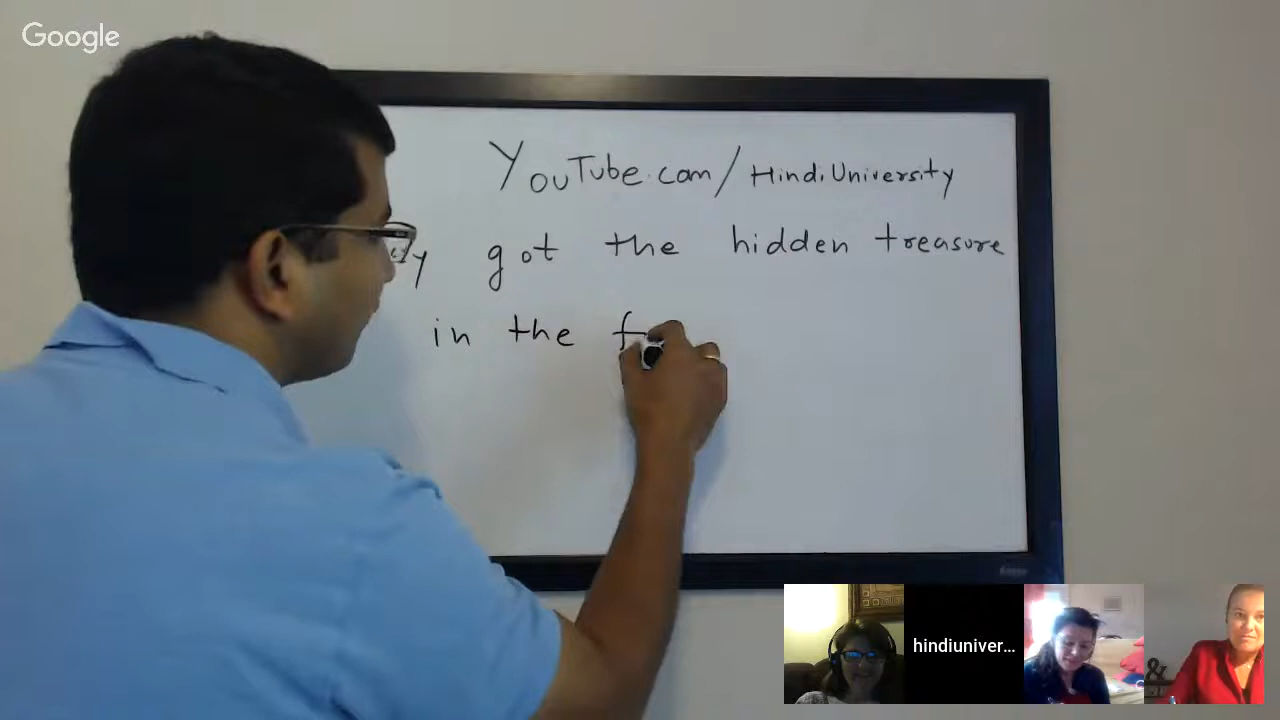 Google
YouTube.com/HindiUniversity
got the hidden treasure
in the f
hindiuniver...
&